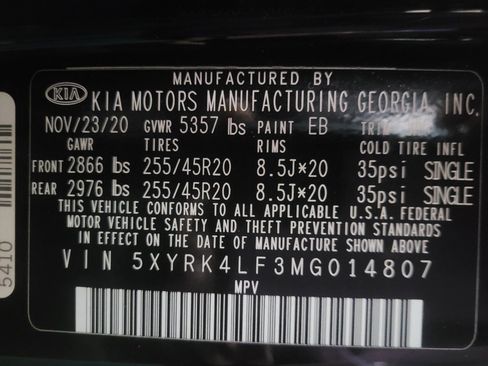 MANUFACTURED BY
KIA KIA MOTORS MANUFACTURING GEORGIA, INC.
NOV/23/20 GVWR 5357 lbs PAINT EB TRIM
GAWR TIRES RIMS COLD TIRE INFL
FRONT 2866 lbs 255/45R20 8.5J*20 35psi SINGLE
REAR 2976 lbs 255/45R20 8.5J*20 35psi SINGLE
THIS VEHICLE CONFORMS TO ALL APPLICABLE U.S.A. FEDERAL
MOTOR VEHICLE SAFETY AND THEFT PREVENTION STANDARDS
IN EFFECT ON THE DATE OF MANUFACTURE SHOWN ABOVE
VIN 5XYRK4LF3MG014807
MPV
5410